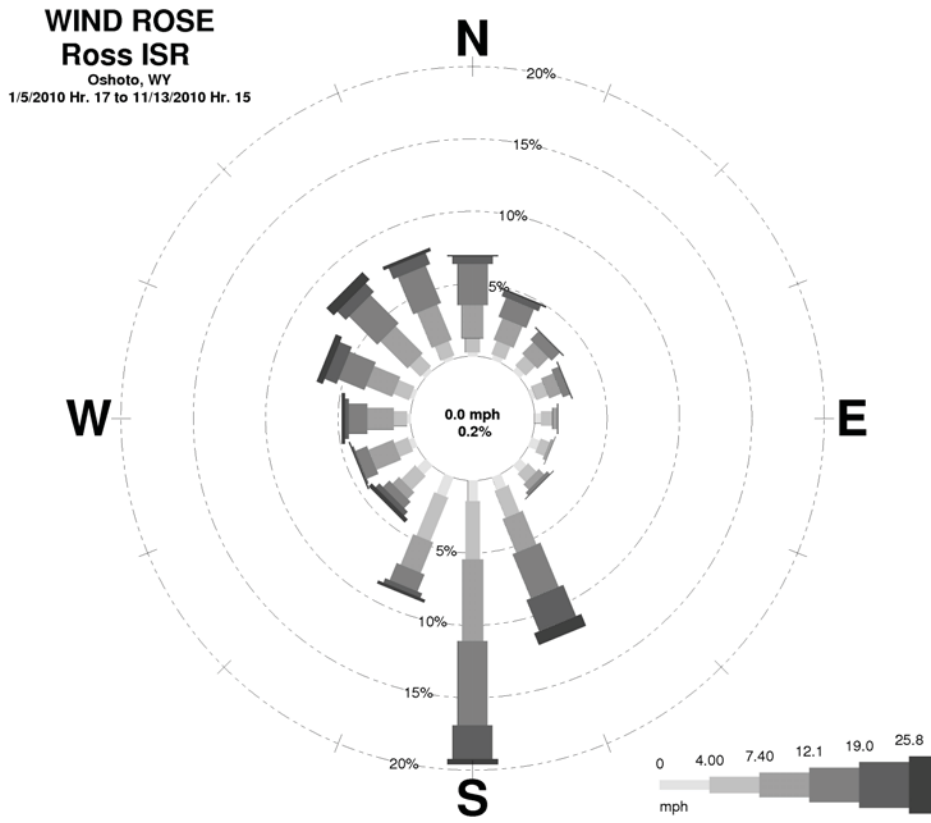 WIND ROSE
Ross ISR
Oshoto, WY
1/5/2010 Hr. 17 to 11/13/2010 Hr. 15
N
20%
15%
10%
5%
W
0.0 mph
0.2%
E
5%
10%
15%
20%
S
0 4.00 7.40 12.1 19.0 25.8
mph